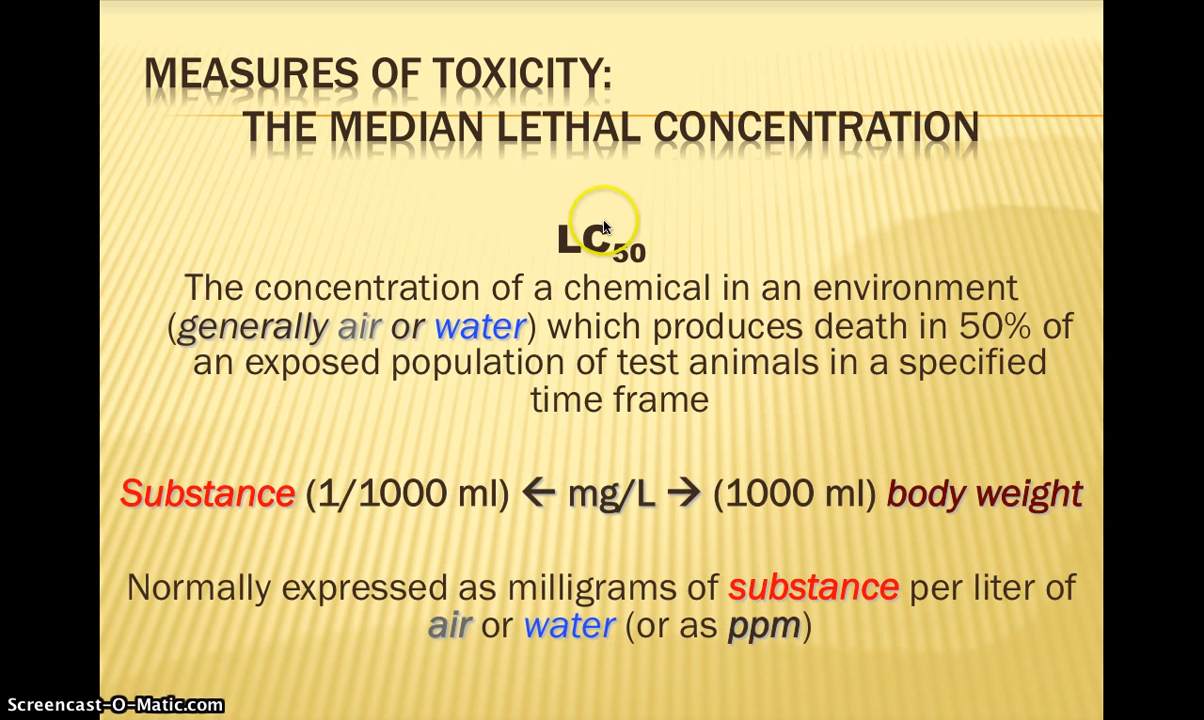 MEASURES OF TOXICITY:
THE MEDIAN LETHAL CONCENTRATION
LC50
The concentration of a chemical in an environment
(generally air or water) which produces death in 50% of
an exposed population of test animals in a specified
time frame
Substance (1/1000 ml) ← mg/L → (1000 ml) body weight
Normally expressed as milligrams of substance per liter of
air or water (or as ppm)
Screencast-O-Matic.com